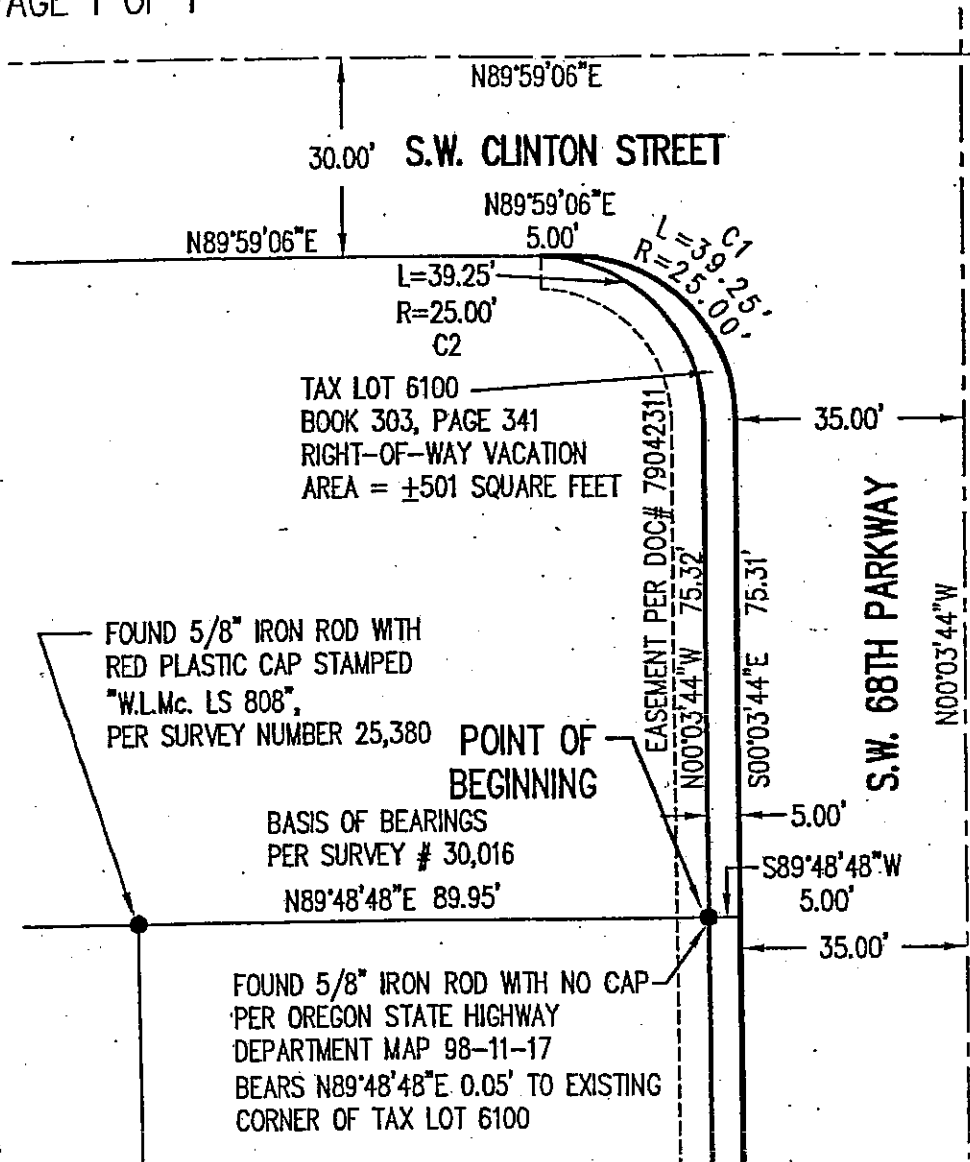 PAGE 1 OF 1
N89°59'06"E
30.00' S.W. CLINTON STREET
N89°59'06"E
5.00'
N89°59'06"E
C1
L=39.25'
R=25.00'
L=39.25'
R=25.00'
C2
TAX LOT 6100
BOOK 303, PAGE 341
RIGHT-OF-WAY VACATION
AREA = ±501 SQUARE FEET
35.00'
EASEMENT PER DOC# 79042311
N00°03'44"W 75.32'
S00°03'44"E 75.31'
S.W. 68TH PARKWAY
N00°03'44"W
FOUND 5/8" IRON ROD WITH
RED PLASTIC CAP STAMPED
"W.L.Mc. LS 808",
PER SURVEY NUMBER 25,380
POINT OF
BEGINNING
BASIS OF BEARINGS
PER SURVEY # 30,016
N89°48'48"E 89.95'
5.00'
S89°48'48"W
5.00'
35.00'
FOUND 5/8" IRON ROD WITH NO CAP
PER OREGON STATE HIGHWAY
DEPARTMENT MAP 98-11-17
BEARS N89°48'48"E 0.05' TO EXISTING
CORNER OF TAX LOT 6100